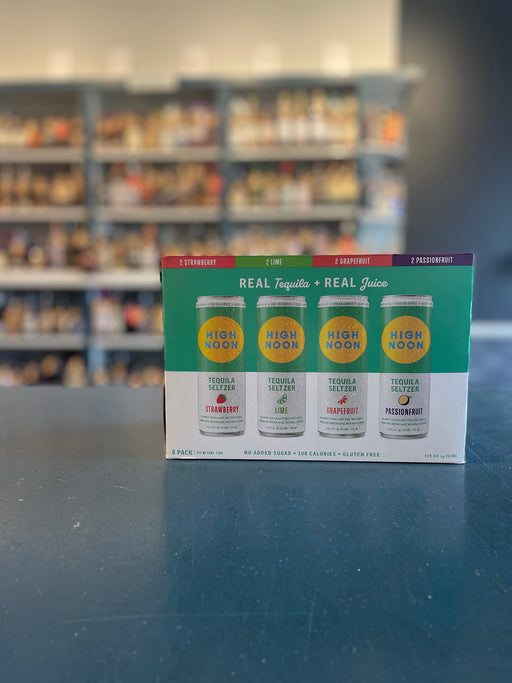 2 STRAWBERRY 2 LIME 2 GRAPEFRUIT 2 PASSIONFRUIT
REAL Tequila + REAL Juice
HIGH NOON
TEQUILA SELTZER
STRAWBERRY
HIGH NOON
TEQUILA SELTZER
LIME
HIGH NOON
TEQUILA SELTZER
GRAPEFRUIT
HIGH NOON
TEQUILA SELTZER
PASSIONFRUIT
8 PACK
NO ADDED SUGAR • 100 CALORIES • GLUTEN FREE